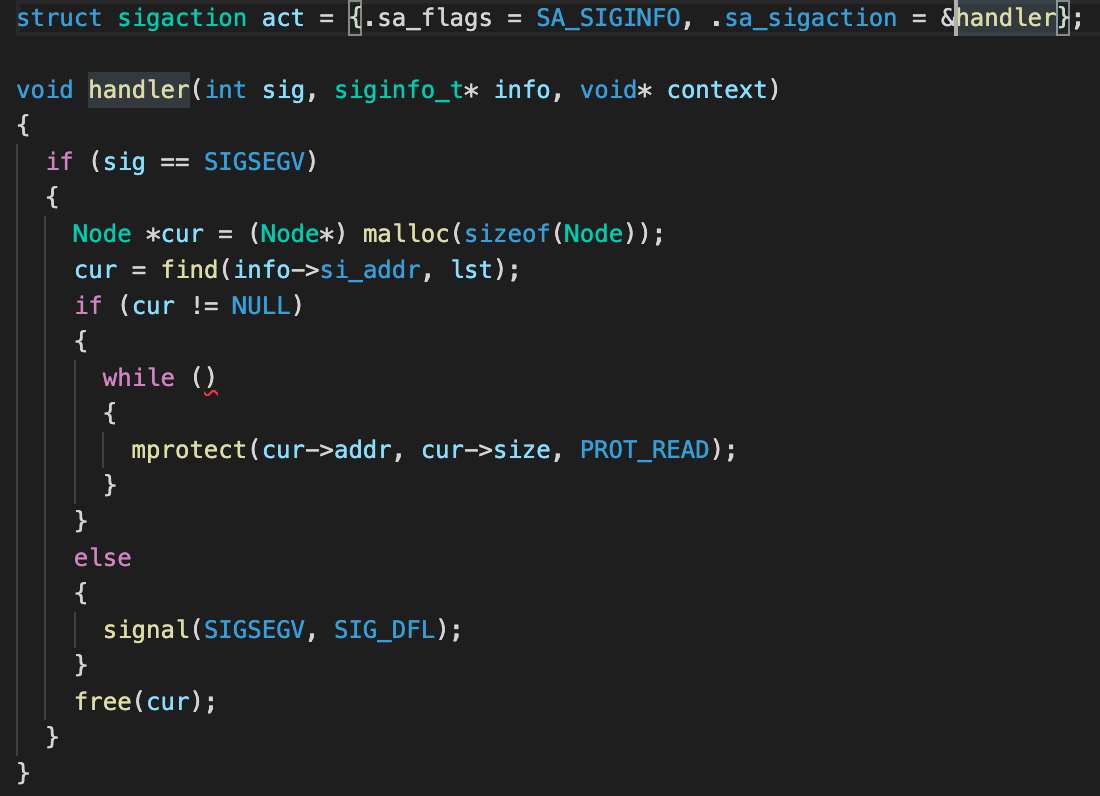 struct sigaction act = {.sa_flags = SA_SIGINFO, .sa_sigaction = &handler};
void handler(int sig, siginfo_t* info, void* context)
{
if (sig == SIGSEGV)
{
Node *cur = (Node*) malloc(sizeof(Node));
cur = find(info->si_addr, lst);
if (cur != NULL)
{
while ()
{
mprotect(cur->addr, cur->size, PROT_READ);
}
}
else
{
signal(SIGSEGV, SIG_DFL);
}
free(cur);
}
}